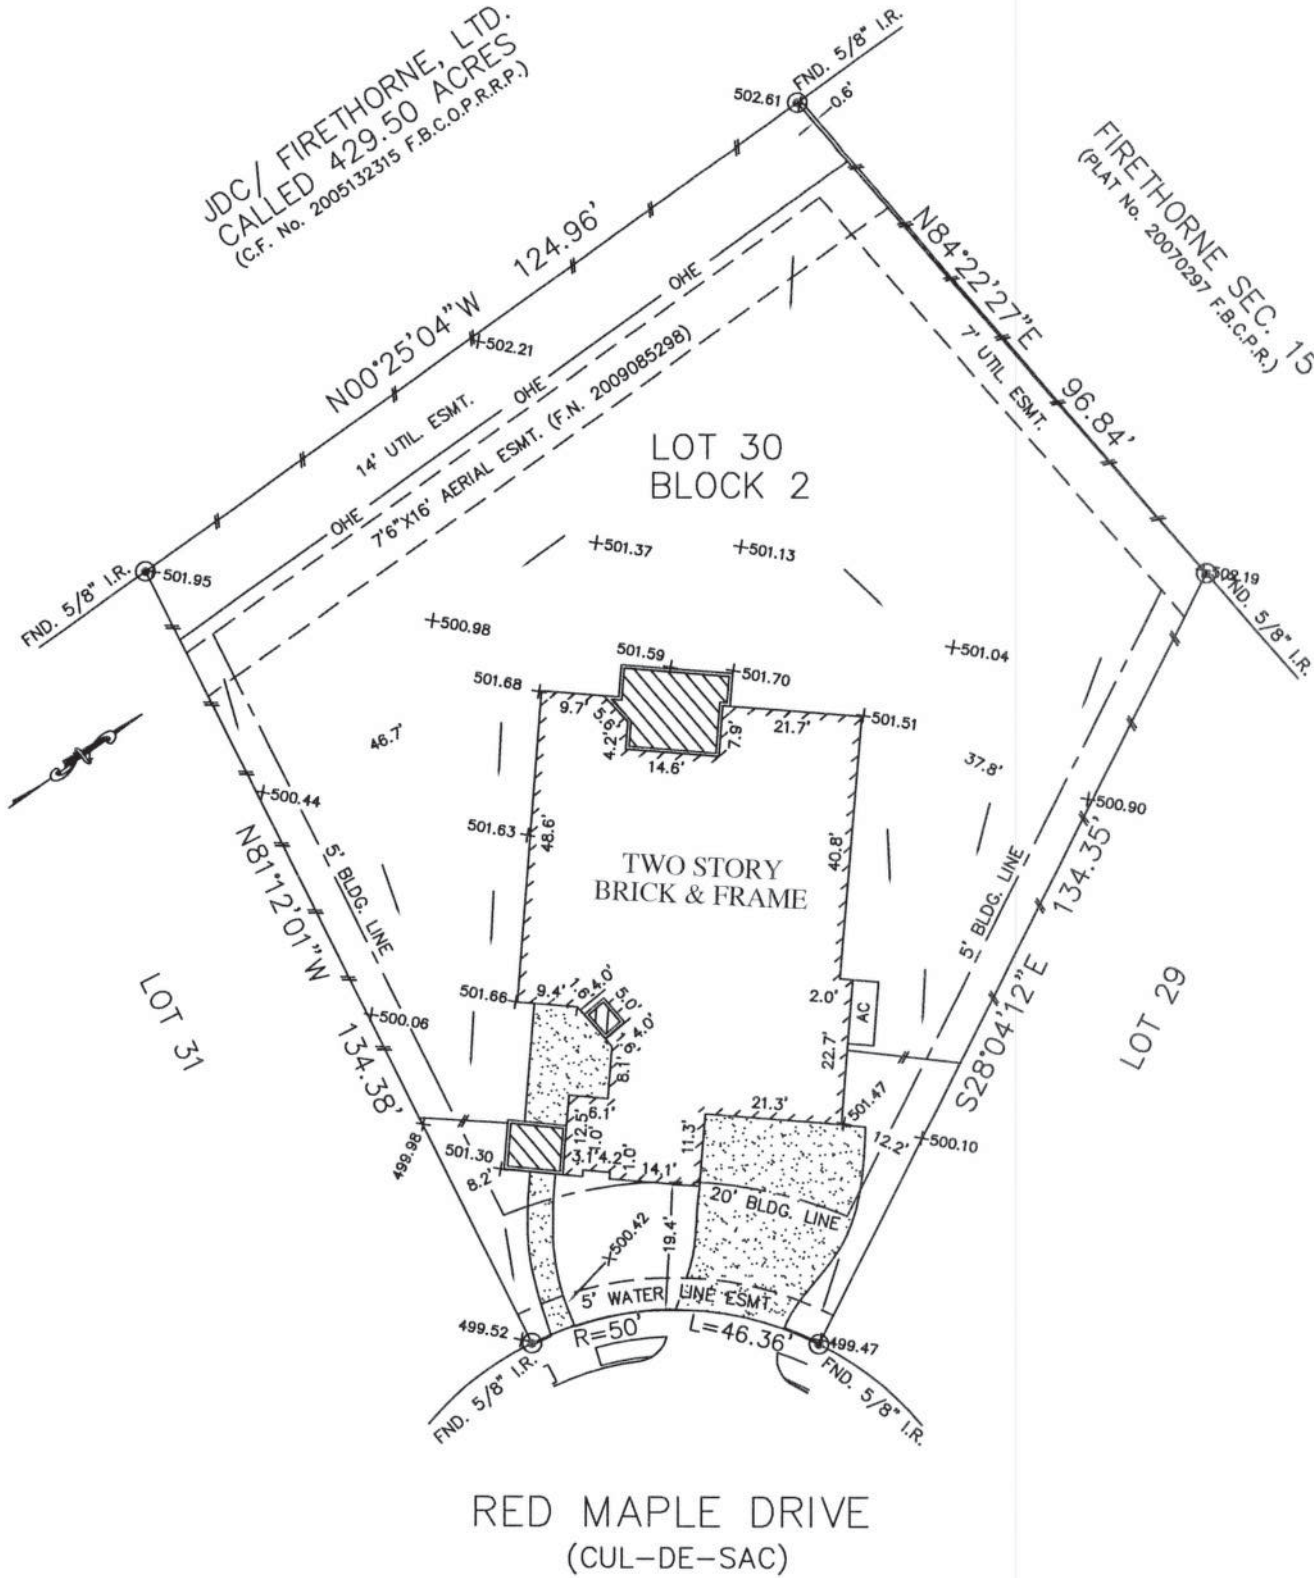 JDC/ FIRETHORNE, LTD.
CALLED 429.50 ACRES
(C.F. No. 2005132315 F.B.C.O.P.R.R.P.)
FND. 5/8" I.R.
502.61
0.6'
FIRETHORNE SEC. 15
(PLAT No. 20070297 F.B.C.P.R.)
N00°25'04"W 124.96'
502.21
N84°22'27"E 96.84'
7' UTIL. ESMT.
14' UTIL. ESMT.
OHE
OHE
OHE
7'6"X16' AERIAL ESMT. (F.N. 2009085298)
LOT 30
BLOCK 2
501.37
501.13
FND. 5/8" I.R.
501.95
502.19
FND. 5/8" I.R.
500.98
501.04
501.59
501.70
501.68
501.51
9.7'
5.6'
4.2'
14.6'
7.9'
21.7'
46.7'
37.8'
500.44
500.90
501.63
48.6'
40.8'
TWO STORY
BRICK & FRAME
N81°12'01"W 134.38'
5' BLDG. LINE
5' BLDG. LINE
S28°04'12"E 134.35'
LOT 31
LOT 29
501.66
9.4'
1.6'
4.0'
5.0'
4.0'
1.6'
8.1'
2.0'
AC
22.7'
500.06
6.1'
12.5
1.0'
21.3'
501.47
11.3'
12.2'
500.10
499.98
501.30
8.2'
3.1'
4.2'
1.0'
14.1'
20' BLDG. LINE
500.42
19.4'
5' WATER LINE ESMT.
499.52
R=50'
L=46.36'
499.47
FND. 5/8" I.R.
FND. 5/8" I.R.
RED MAPLE DRIVE
(CUL-DE-SAC)